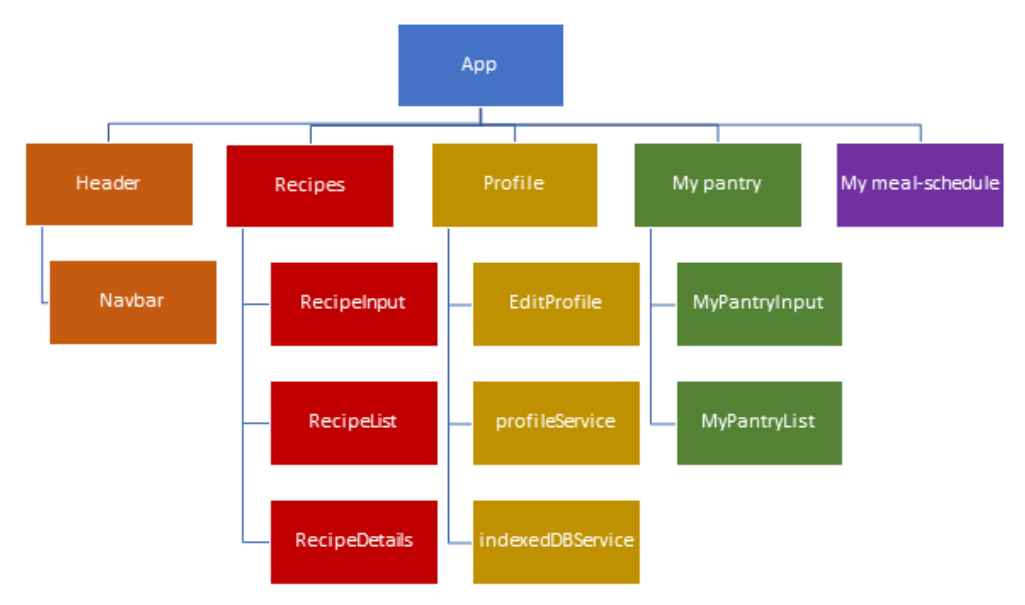 App
Header
Recipes
Profile
My pantry
My meal-schedule
Navbar
RecipeInput
EditProfile
MyPantryInput
RecipeList
profileService
MyPantryList
RecipeDetails
indexedDBService